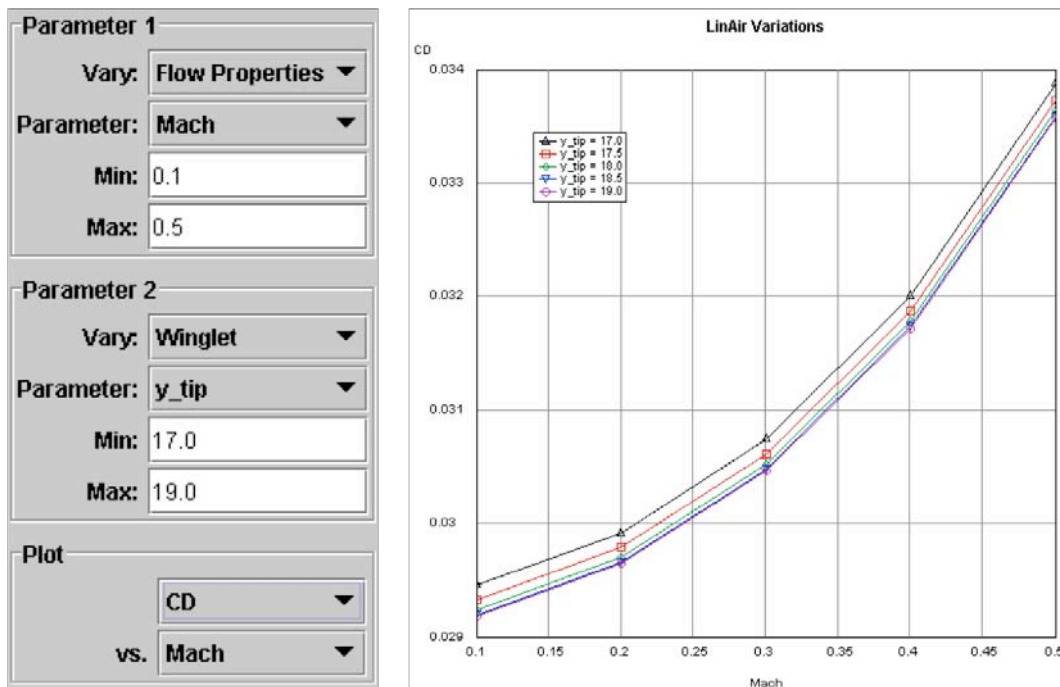 Parameter 1
Vary: Flow Properties
Parameter: Mach
Min: 0.1
Max: 0.5
Parameter 2
Vary: Winglet
Parameter: y_tip
Min: 17.0
Max: 19.0
Plot
CD
vs. Mach
LinAir Variations
CD
0.034
0.033
0.032
0.031
0.03
0.029
y_tip = 17.0
y_tip = 17.5
y_tip = 18.0
y_tip = 18.5
y_tip = 19.0
0.1 0.15 0.2 0.25 0.3 0.35 0.4 0.45 0.5
Mach